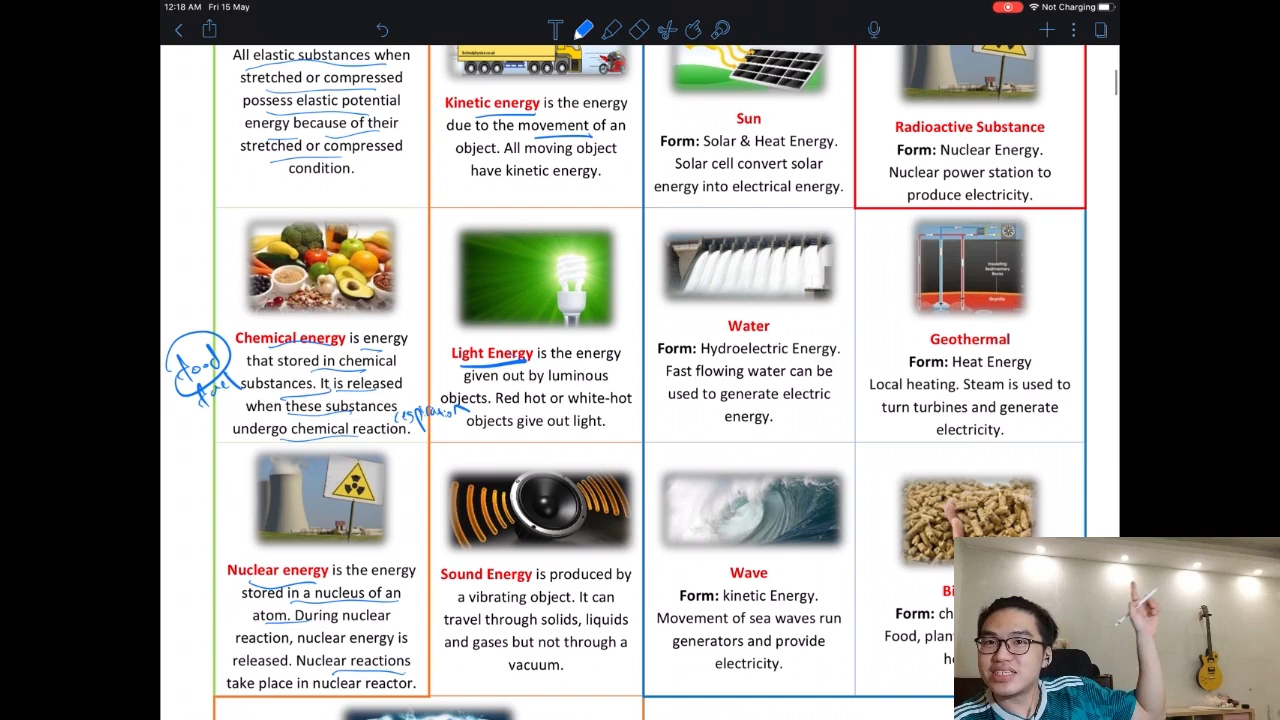 12:18 AM Fri 15 May
Not Charging
All elastic substances when
stretched or compressed
possess elastic potential
energy because of their
stretched or compressed
condition.
Kinetic energy is the energy
due to the movement of an
object. All moving object
have kinetic energy.
Sun
Form: Solar & Heat Energy.
Solar cell convert solar
energy into electrical energy.
Radioactive Substance
Form: Nuclear Energy.
Nuclear power station to
produce electricity.
food
fuel
Chemical energy is energy
that stored in chemical
substances. It is released
when these substances
undergo chemical reaction.
respiration
Light Energy is the energy
given out by luminous
objects. Red hot or white-hot
objects give out light.
Water
Form: Hydroelectric Energy.
Fast flowing water can be
used to generate electric
energy.
Insulating
Sedimentary
Rocks
Granite
Geothermal
Form: Heat Energy
Local heating. Steam is used to
turn turbines and generate
electricity.
Nuclear energy is the energy
stored in a nucleus of an
atom. During nuclear
reaction, nuclear energy is
released. Nuclear reactions
take place in nuclear reactor.
Sound Energy is produced by
a vibrating object. It can
travel through solids, liquids
and gases but not through a
vacuum.
Wave
Form: kinetic Energy.
Movement of sea waves run
generators and provide
electricity.
Bi
Form: ch
Food, plan
h